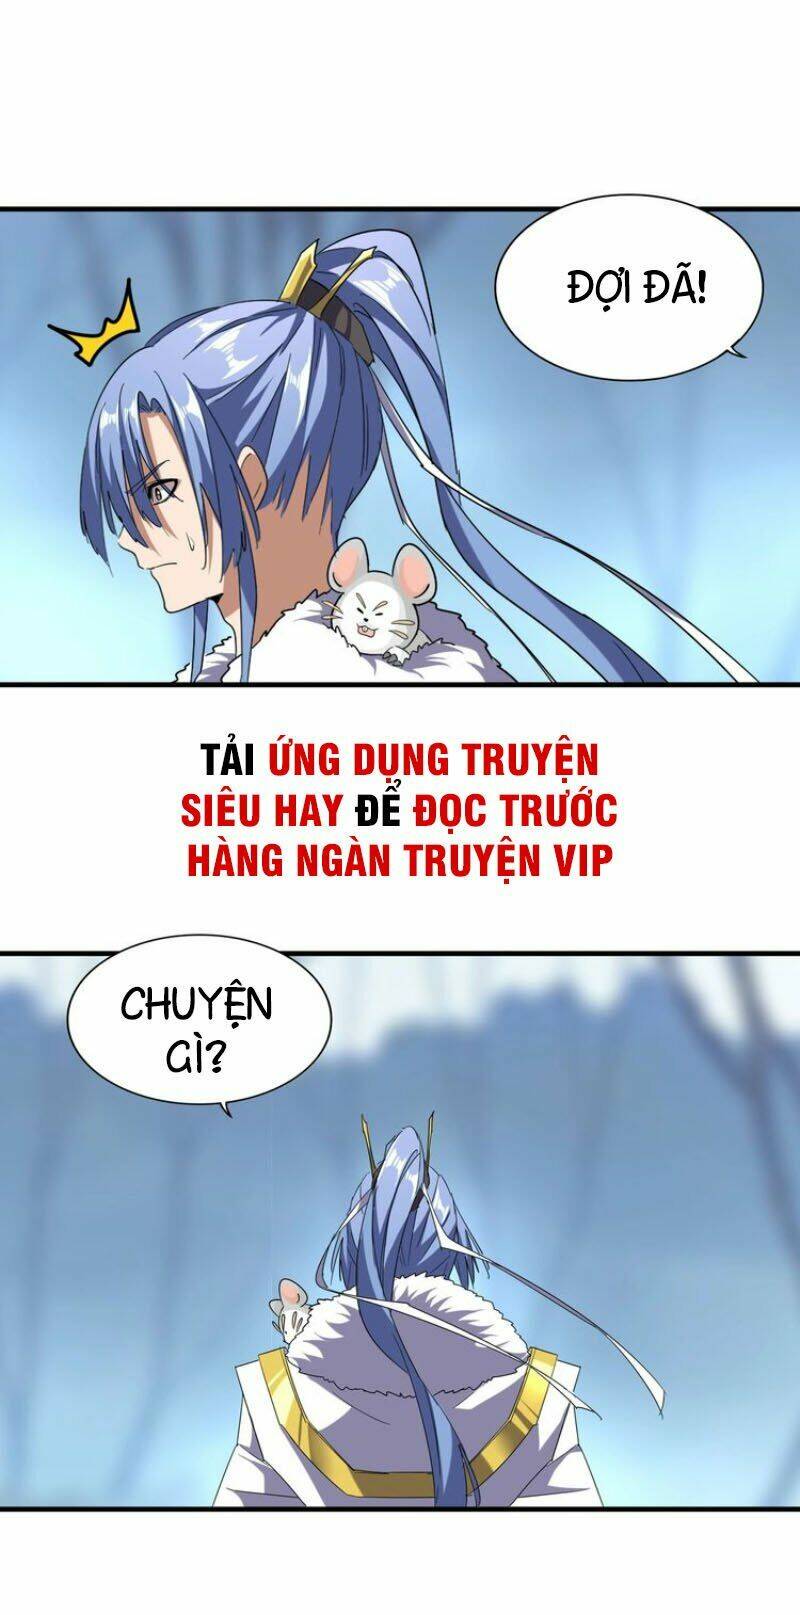 ĐỢI ĐÃ!
TẢI ỨNG DỤNG TRUYỆN
SIÊU HAY ĐỂ ĐỌC TRƯỚC
HÀNG NGÀN TRUYỆN VIP
CHUYỆN
GÌ?